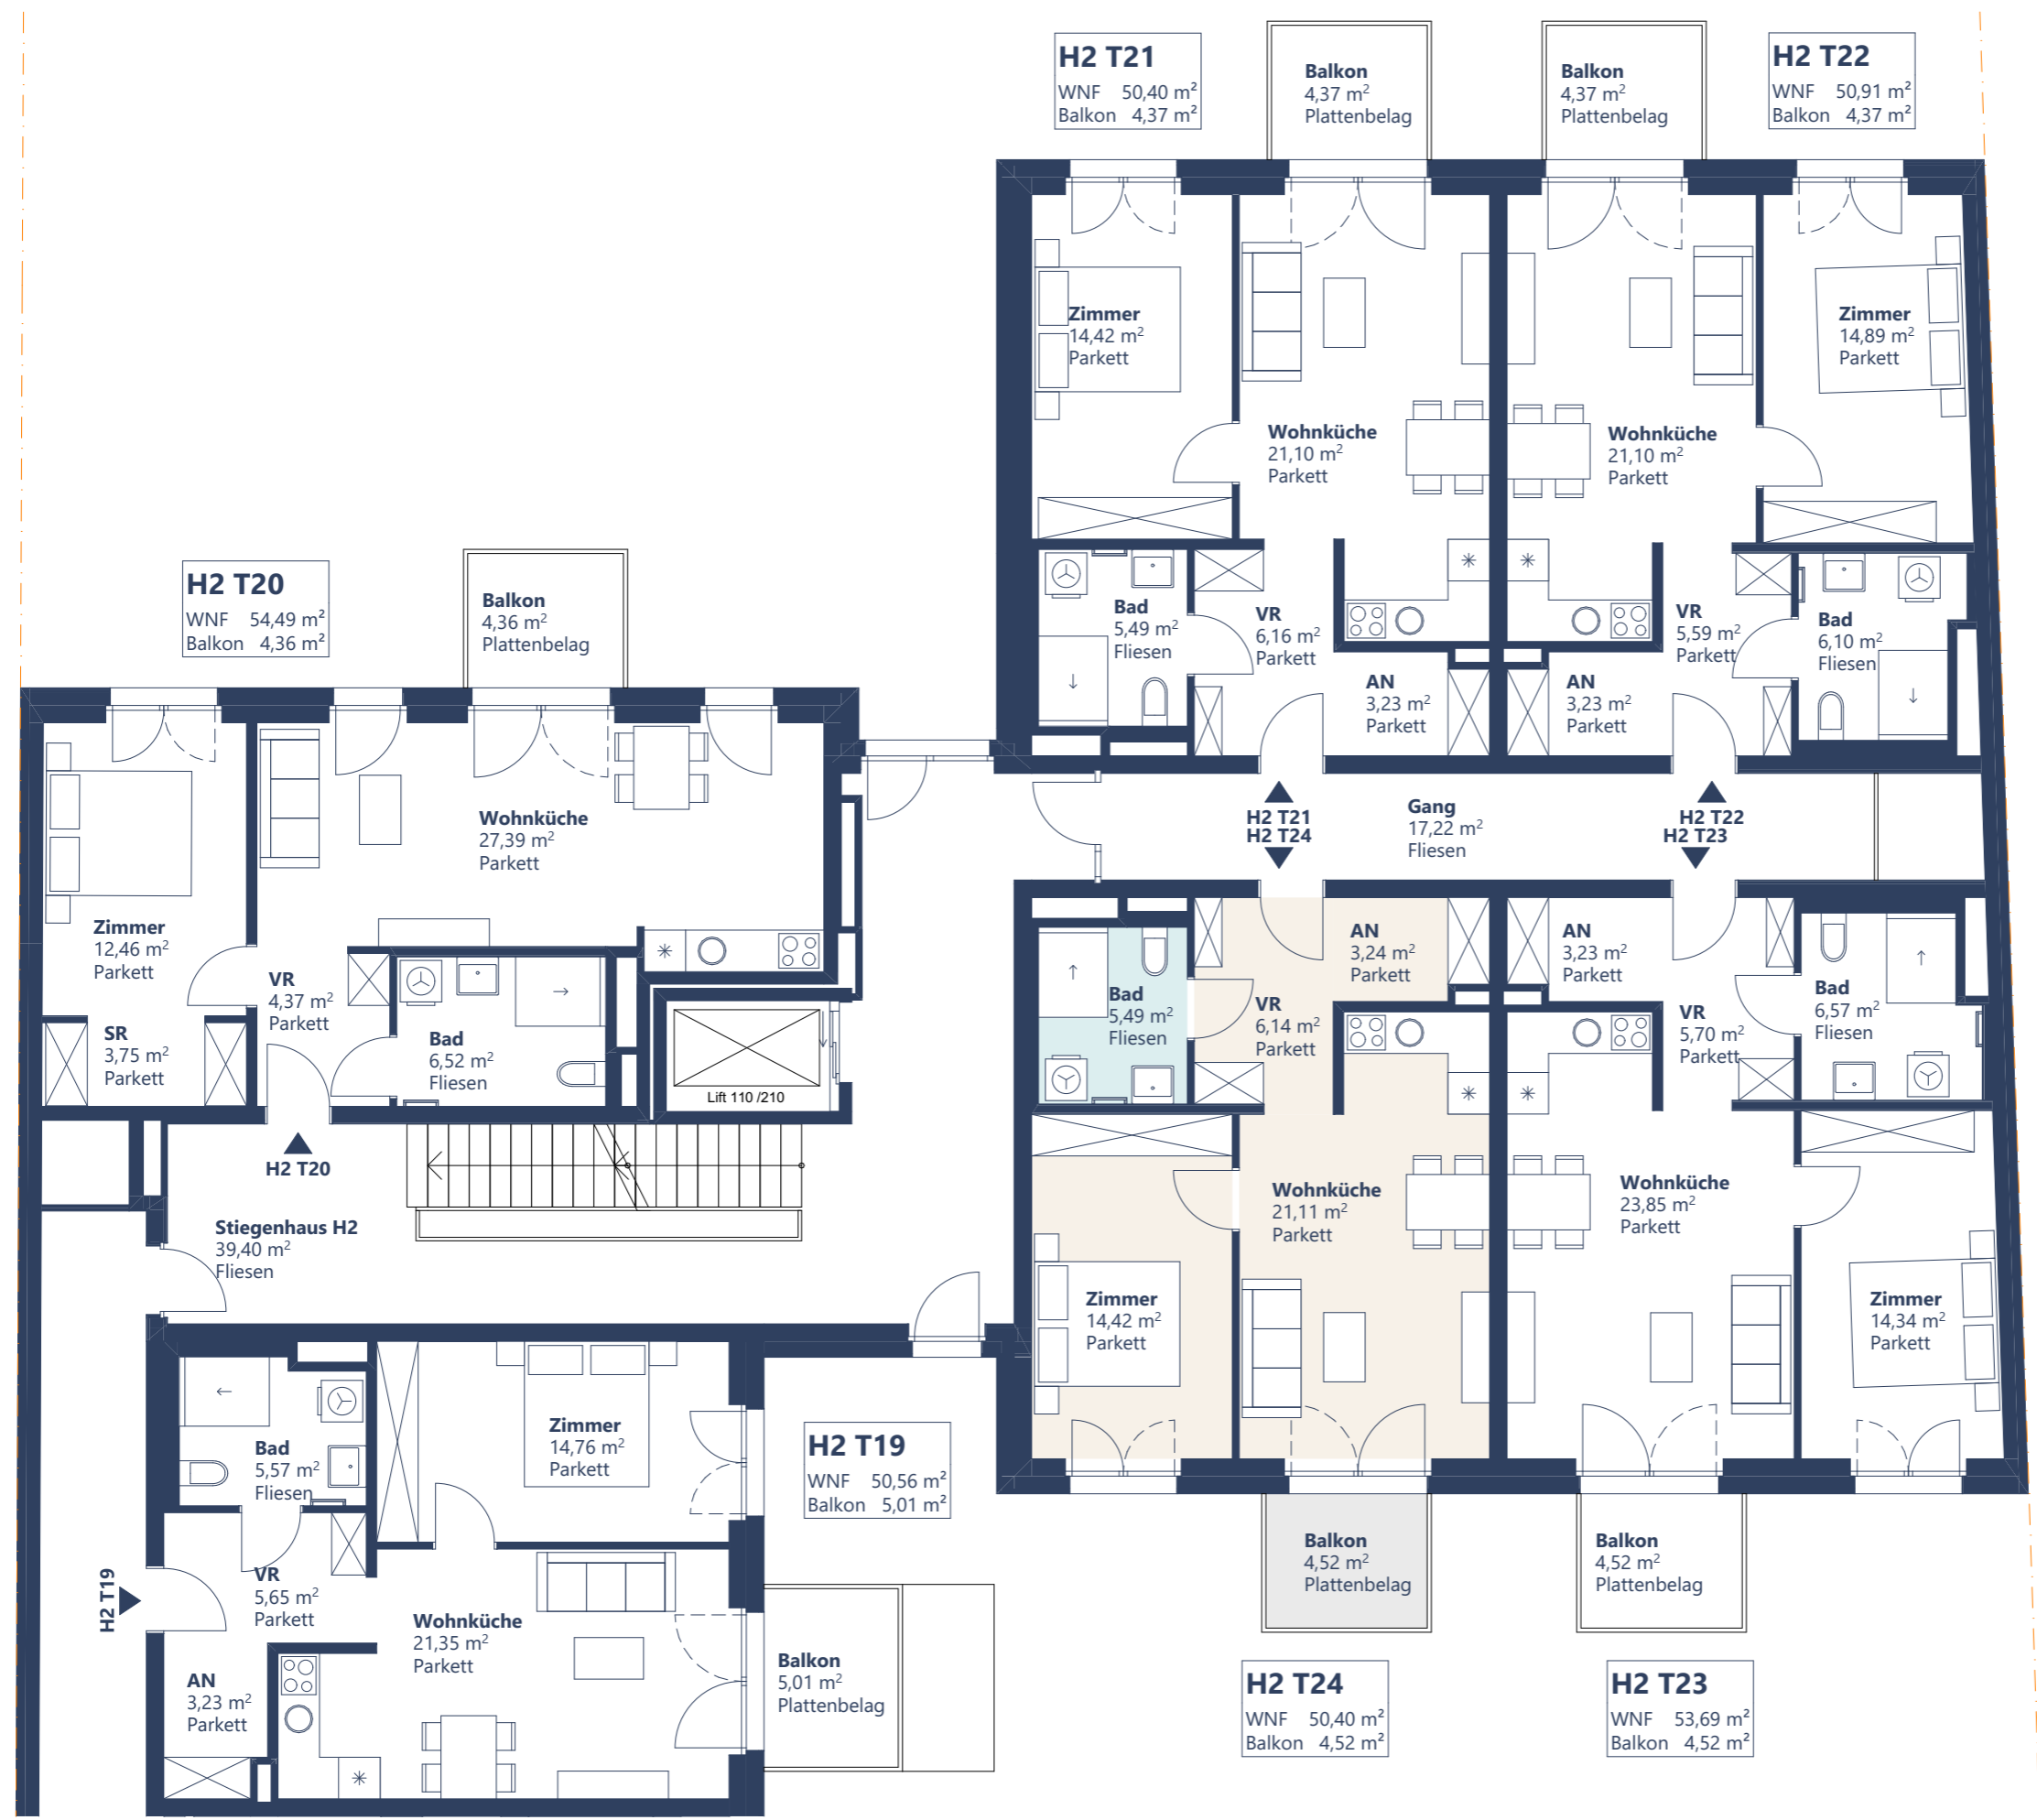 H2 T21
WNF 50,40 m²
Balkon 4,37 m²
Balkon
4,37 m²
Plattenbelag
Balkon
4,37 m²
Plattenbelag
H2 T22
WNF 50,91 m²
Balkon 4,37 m²
Zimmer
14,42 m²
Parkett
Wohnküche
21,10 m²
Parkett
Wohnküche
21,10 m²
Parkett
Zimmer
14,89 m²
Parkett
Bad
5,49 m²
Fliesen
VR
6,16 m²
Parkett
AN
3,23 m²
Parkett
AN
3,23 m²
Parkett
VR
5,59 m²
Parkett
Bad
6,10 m²
Fliesen
H2 T20
WNF 54,49 m²
Balkon 4,36 m²
Balkon
4,36 m²
Plattenbelag
Wohnküche
27,39 m²
Parkett
Zimmer
12,46 m²
Parkett
VR
4,37 m²
Parkett
SR
3,75 m²
Parkett
Bad
6,52 m²
Fliesen
Lift 110 /210
H2 T20
Stiegenhaus H2
39,40 m²
Fliesen
H2 T21
H2 T24
Gang
17,22 m²
Fliesen
H2 T22
H2 T23
Bad
5,49 m²
Fliesen
VR
6,14 m²
Parkett
AN
3,24 m²
Parkett
AN
3,23 m²
Parkett
VR
5,70 m²
Parkett
Bad
6,57 m²
Fliesen
Wohnküche
21,11 m²
Parkett
Wohnküche
23,85 m²
Parkett
Zimmer
14,42 m²
Parkett
Zimmer
14,34 m²
Parkett
Bad
5,57 m²
Fliesen
Zimmer
14,76 m²
Parkett
H2 T19
WNF 50,56 m²
Balkon 5,01 m²
H2 T19
VR
5,65 m²
Parkett
Wohnküche
21,35 m²
Parkett
AN
3,23 m²
Parkett
Balkon
5,01 m²
Plattenbelag
Balkon
4,52 m²
Plattenbelag
Balkon
4,52 m²
Plattenbelag
H2 T24
WNF 50,40 m²
Balkon 4,52 m²
H2 T23
WNF 53,69 m²
Balkon 4,52 m²